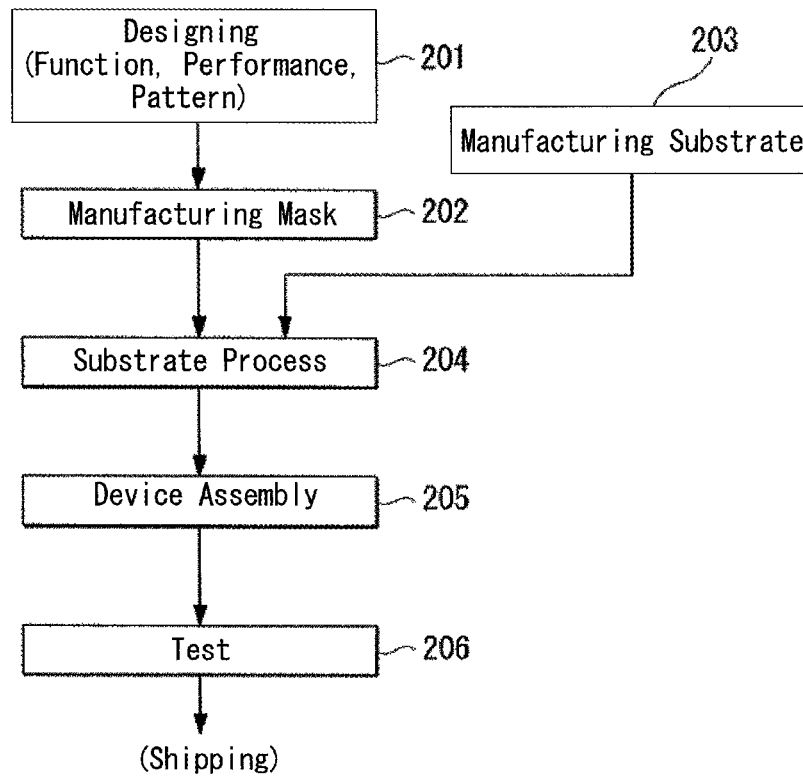 Designing
(Function, Performance,
Pattern)
201
203
Manufacturing Substrate
Manufacturing Mask
202
Substrate Process
204
Device Assembly
205
Test
206
(Shipping)